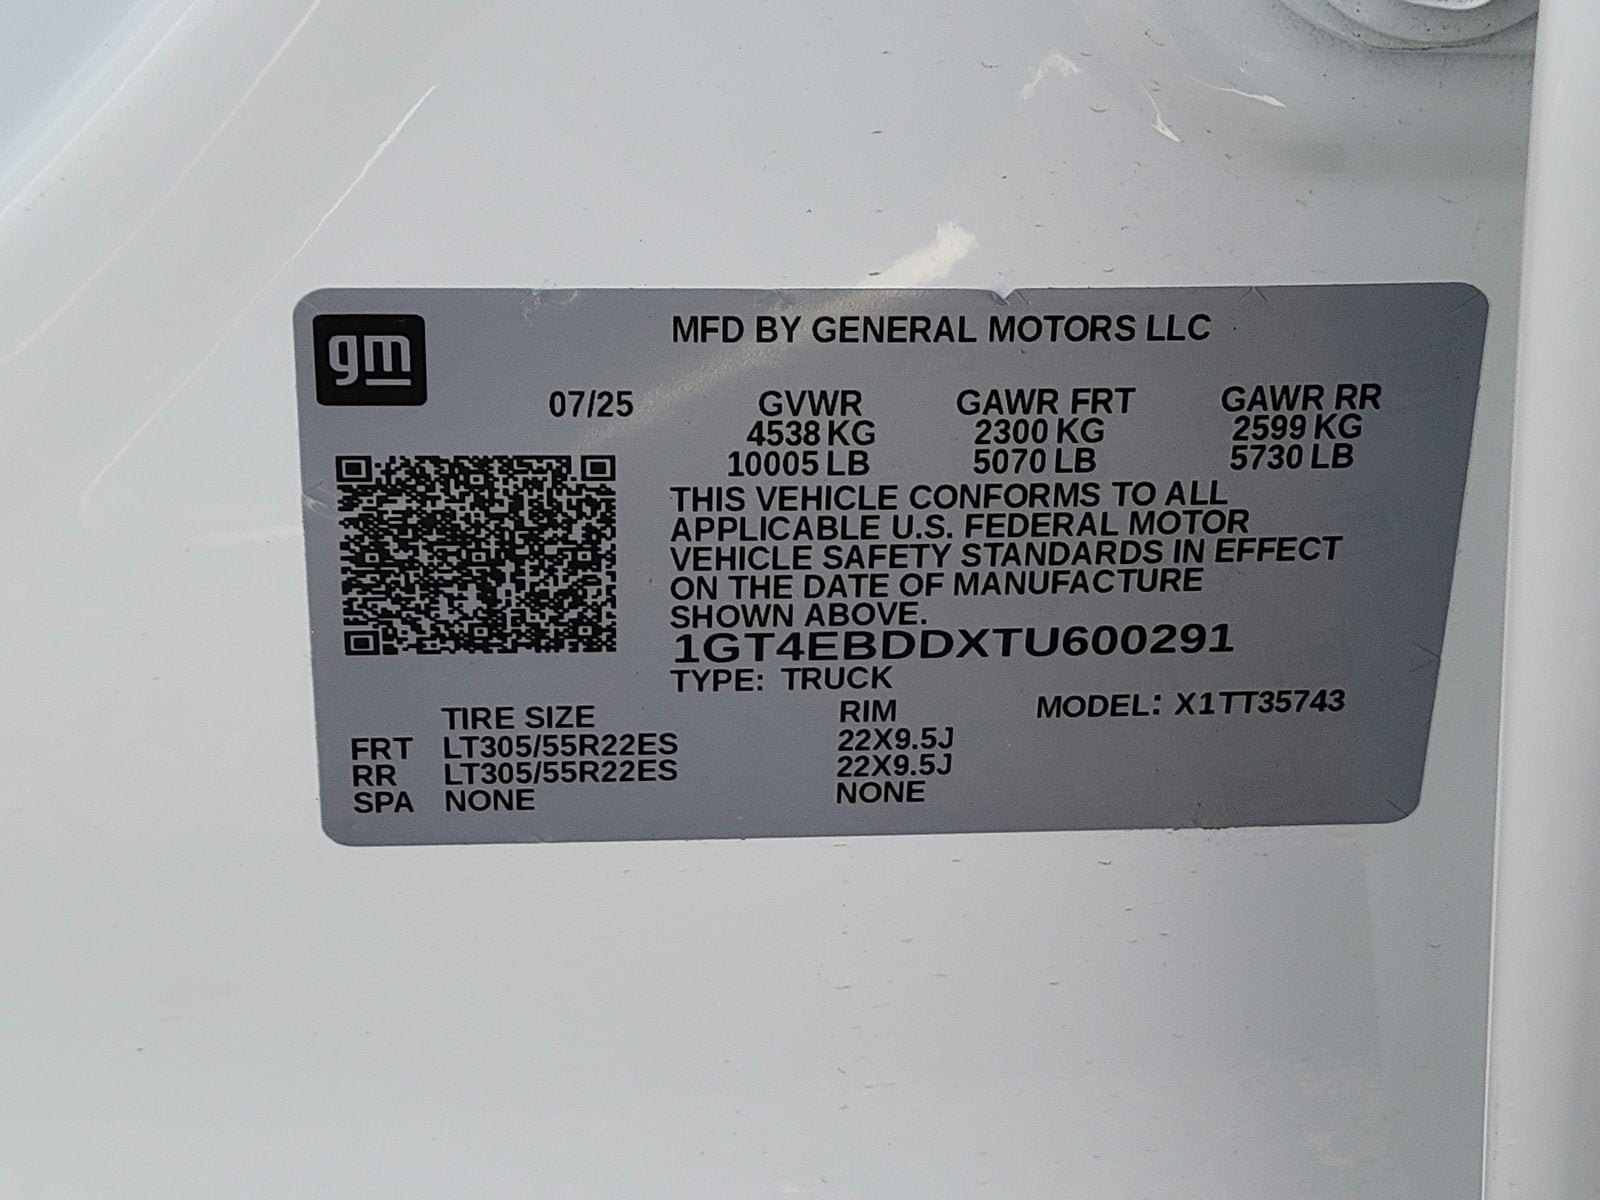 gm
MFD BY GENERAL MOTORS LLC
07/25 GVWR GAWR FRT GAWR RR
4538 KG 2300 KG 2599 KG
10005 LB 5070 LB 5730 LB
THIS VEHICLE CONFORMS TO ALL
APPLICABLE U.S. FEDERAL MOTOR
VEHICLE SAFETY STANDARDS IN EFFECT
ON THE DATE OF MANUFACTURE
SHOWN ABOVE.
1GT4EBDDXTU600291
TYPE: TRUCK
TIRE SIZE RIM MODEL: X1TT35743
FRT LT305/55R22ES 22X9.5J
RR LT305/55R22ES 22X9.5J
SPA NONE NONE